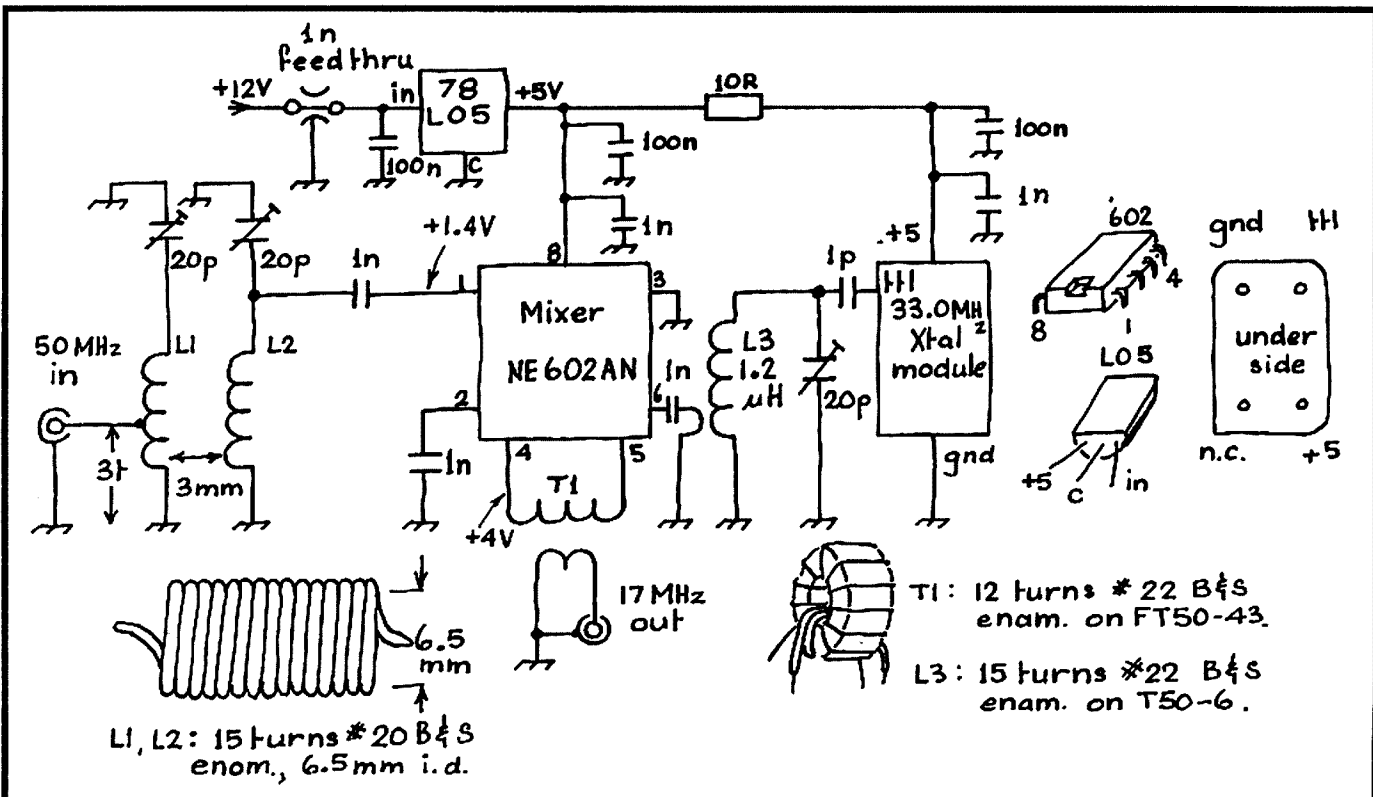 1n
feed thru
+12V
in
78
L05
+5V
10R
100n
C
100n
100n
1n
1n
20p
20p
1n
+1.4V
1
8
3
Mixer
NE602AN
2
6
4
5
1n
1n
T1
+4V
50 MHz
in
L1
L2
3t
3mm
L3
1.2
µH
20p
1p
+5
33.0MHz
Xtal
module
gnd
'602
8
1
4
L05
+5
C
in
gnd
under
side
n.c.
+5
17 MHz
out
6.5
mm
L1, L2: 15 turns #20 B&S
enom., 6.5mm i.d.
T1: 12 turns #22 B&S
enam. on FT50-43.
L3: 15 turns #22 B&S
enam. on T50-6.